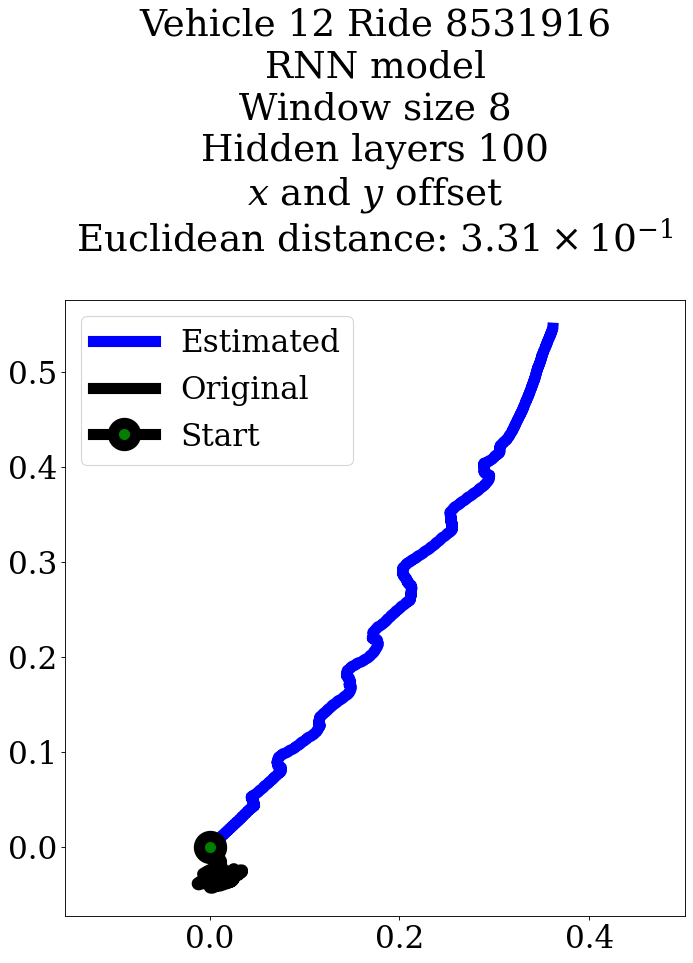 Vehicle 12 Ride 8531916
RNN model
Window size 8
Hidden layers 100
x and y offset
Euclidean distance: 3.31 × 10⁻¹
Estimated
Original
Start
0.5
0.4
0.3
0.2
0.1
0.0
0.0 0.2 0.4